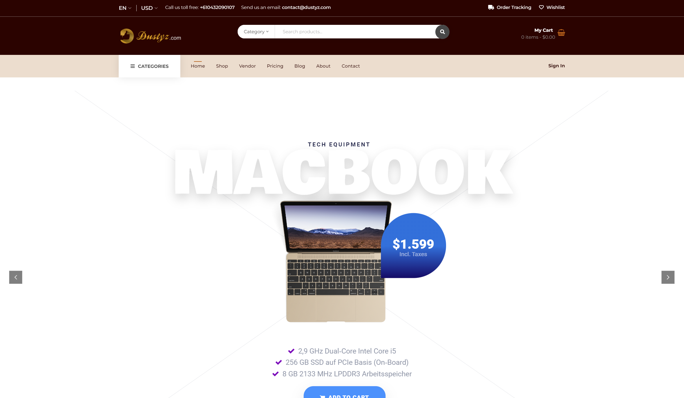 EN
USD
Call us toll free: +610432090107
Send us an email: contact@dustyz.com
Order Tracking
Wishlist
Dustyz.com
Category
Search products...
My Cart
0 items - $0.00
CATEGORIES
Home
Shop
Vendor
Pricing
Blog
About
Contact
Sign In
TECH EQUIPMENT
MACBOOK
$1.599
Incl. Taxes
2,9 GHz Dual-Core Intel Core i5
256 GB SSD auf PCIe Basis (On-Board)
8 GB 2133 MHz LPDDR3 Arbeitsspeicher
ADD TO CART